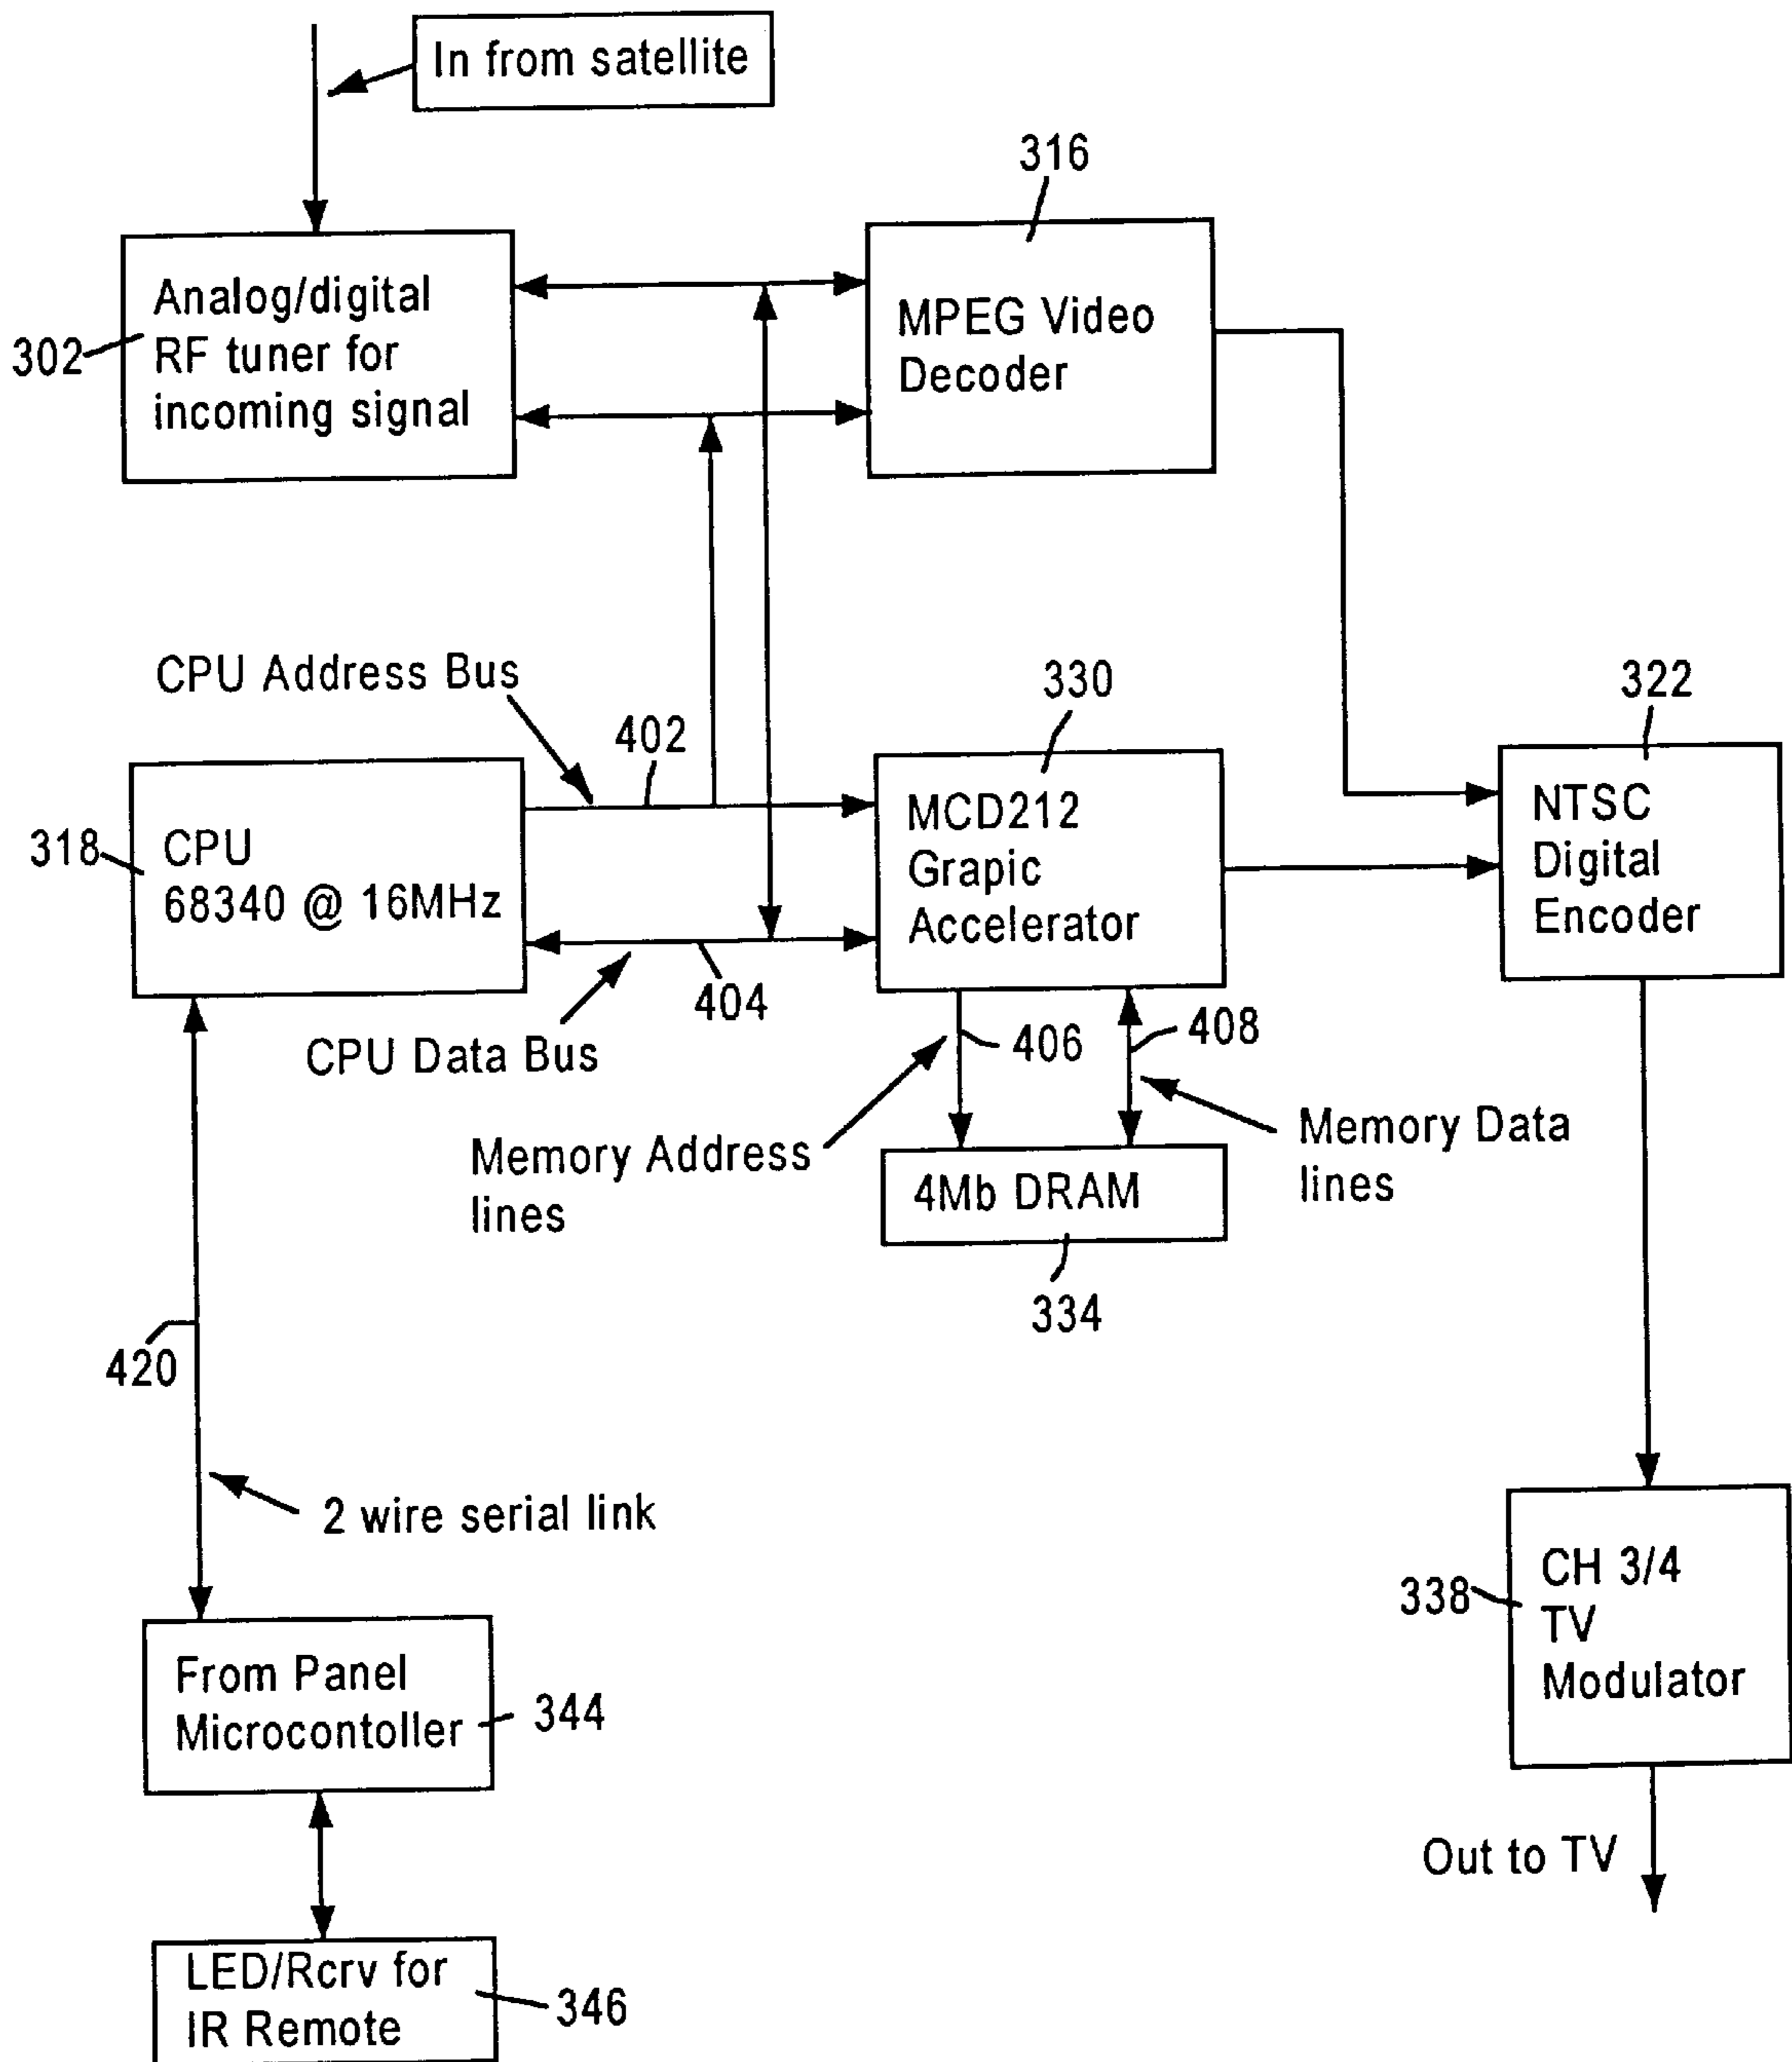 In from satellite
316
Analog/digital
RF tuner for
incoming signal
302
MPEG Video
Decoder
CPU Address Bus
402
330
322
318
CPU
68340 @ 16MHz
MCD212
Grapic
Accelerator
NTSC
Digital
Encoder
404
CPU Data Bus
406
408
Memory Address
lines
Memory Data
lines
4Mb DRAM
334
420
2 wire serial link
338
CH 3/4
TV
Modulator
From Panel
Microcontoller
344
Out to TV
LED/Rcrv for
IR Remote
346